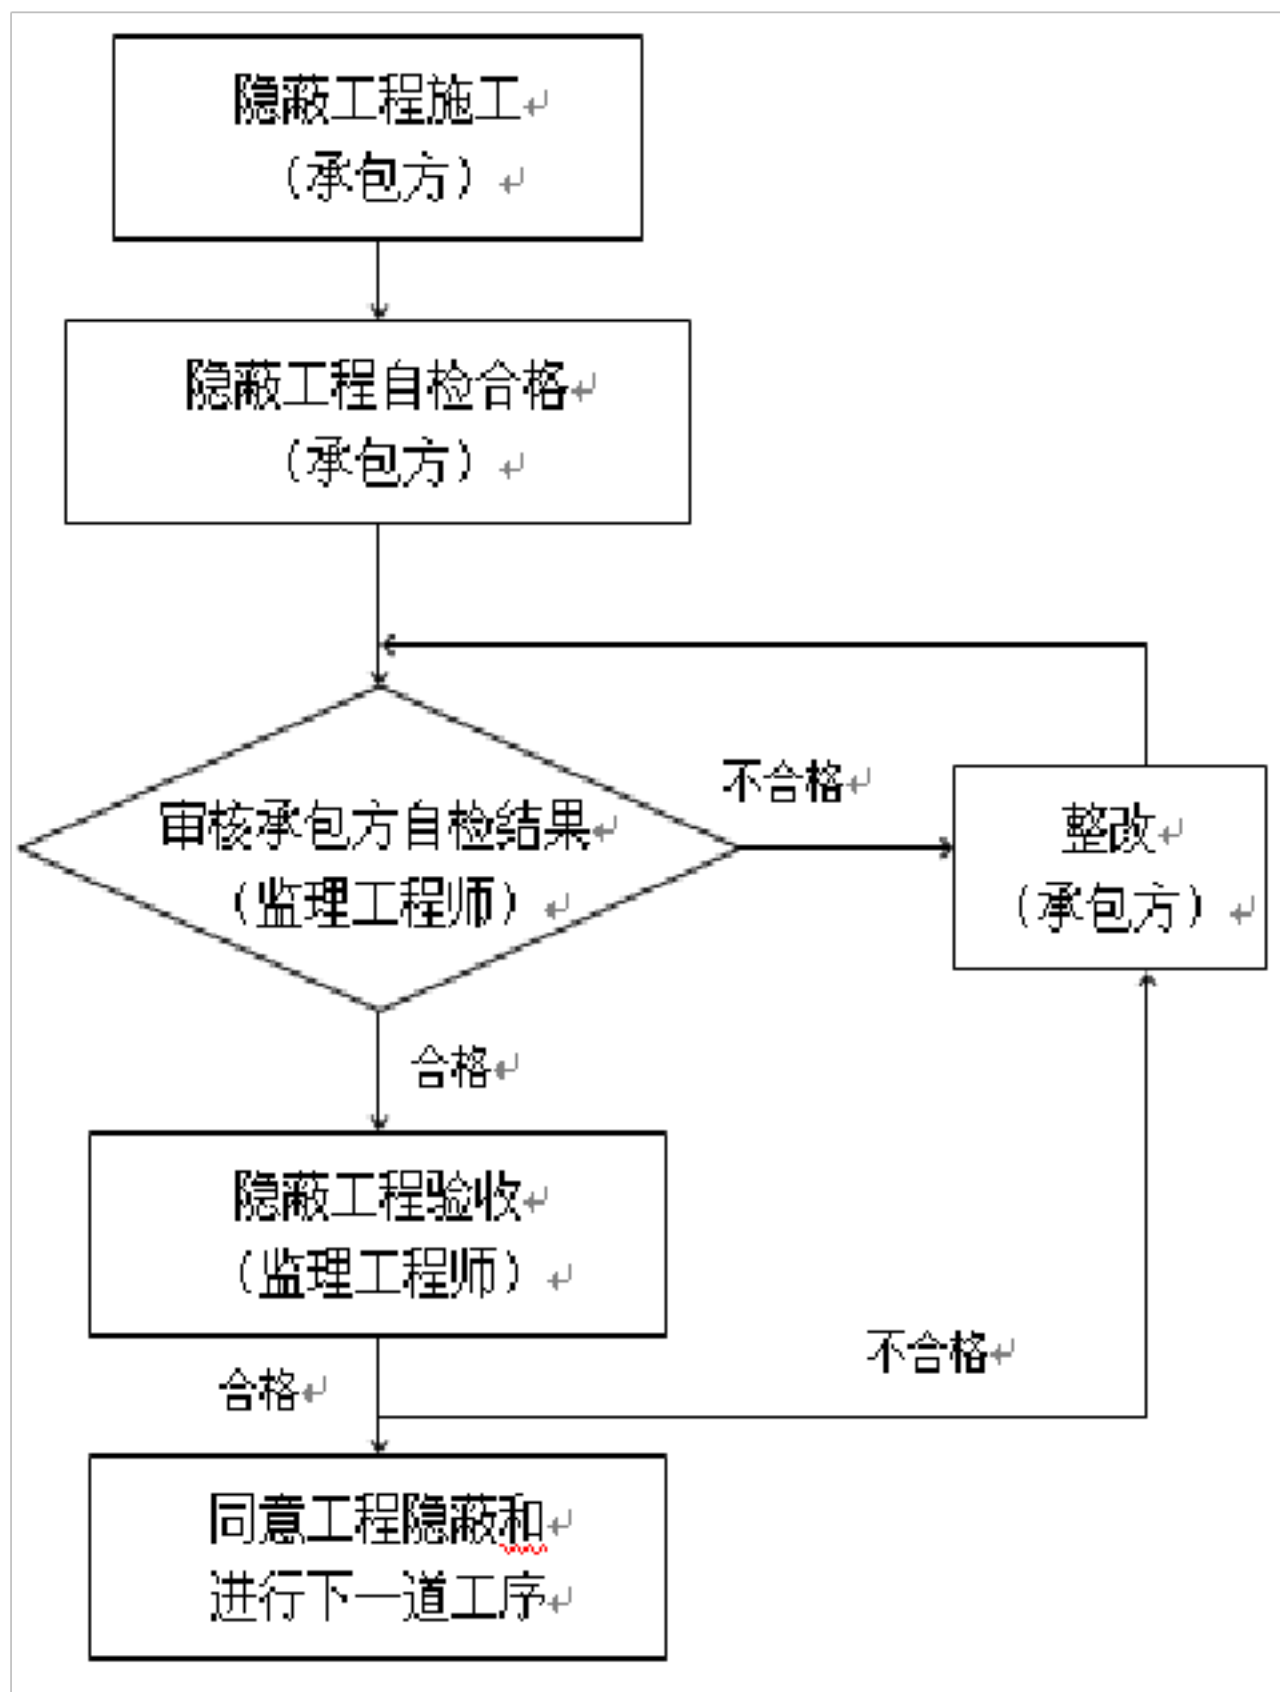 隐蔽工程施工
（承包方）
隐蔽工程自检合格
（承包方）
不合格
审核承包方自检结果
（监理工程师）
整改
（承包方）
合格
隐蔽工程验收
（监理工程师）
不合格
合格
同意工程隐蔽和
进行下一道工序